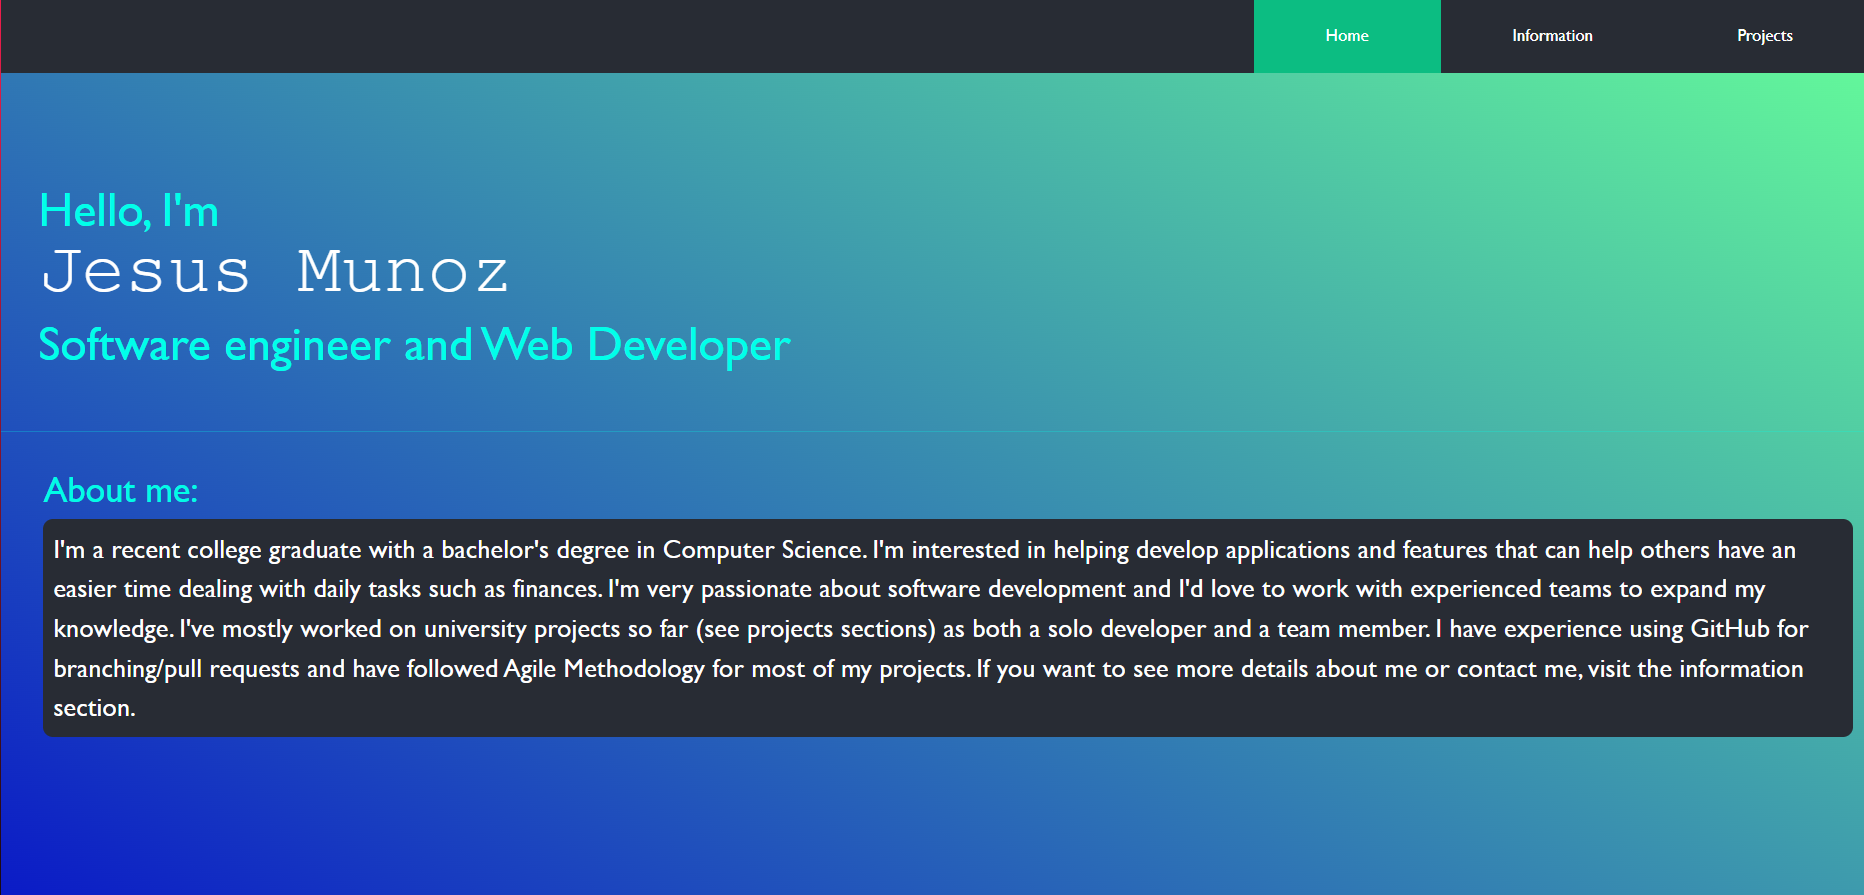 Home Information Projects
Hello, I'm
Jesus Munoz
Software engineer and Web Developer
About me:
I'm a recent college graduate with a bachelor's degree in Computer Science. I'm interested in helping develop applications and features that can help others have an
easier time dealing with daily tasks such as finances. I'm very passionate about software development and I'd love to work with experienced teams to expand my
knowledge. I've mostly worked on university projects so far (see projects sections) as both a solo developer and a team member. I have experience using GitHub for
branching/pull requests and have followed Agile Methodology for most of my projects. If you want to see more details about me or contact me, visit the information
section.